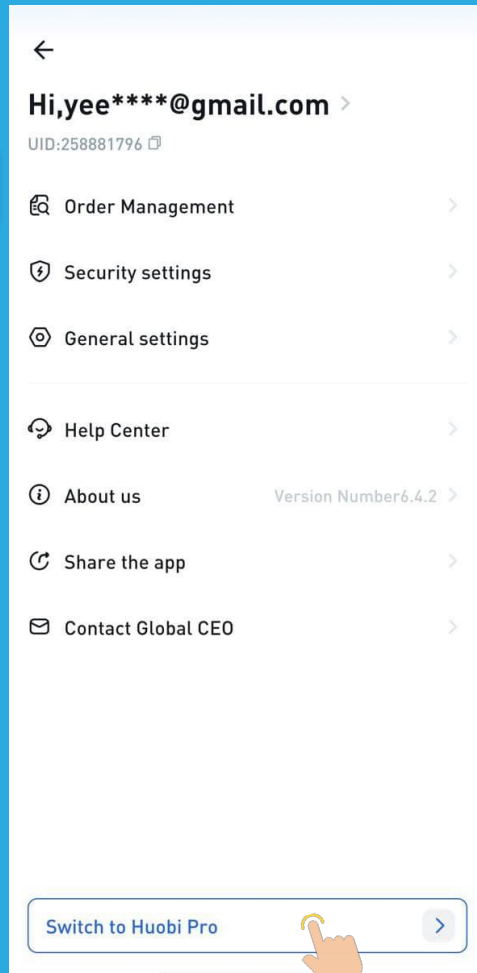 Hi,yee****@gmail.com
UID:258881796
Order Management
Security settings
General settings
Help Center
About us Version Number6.4.2
Share the app
Contact Global CEO
Switch to Huobi Pro